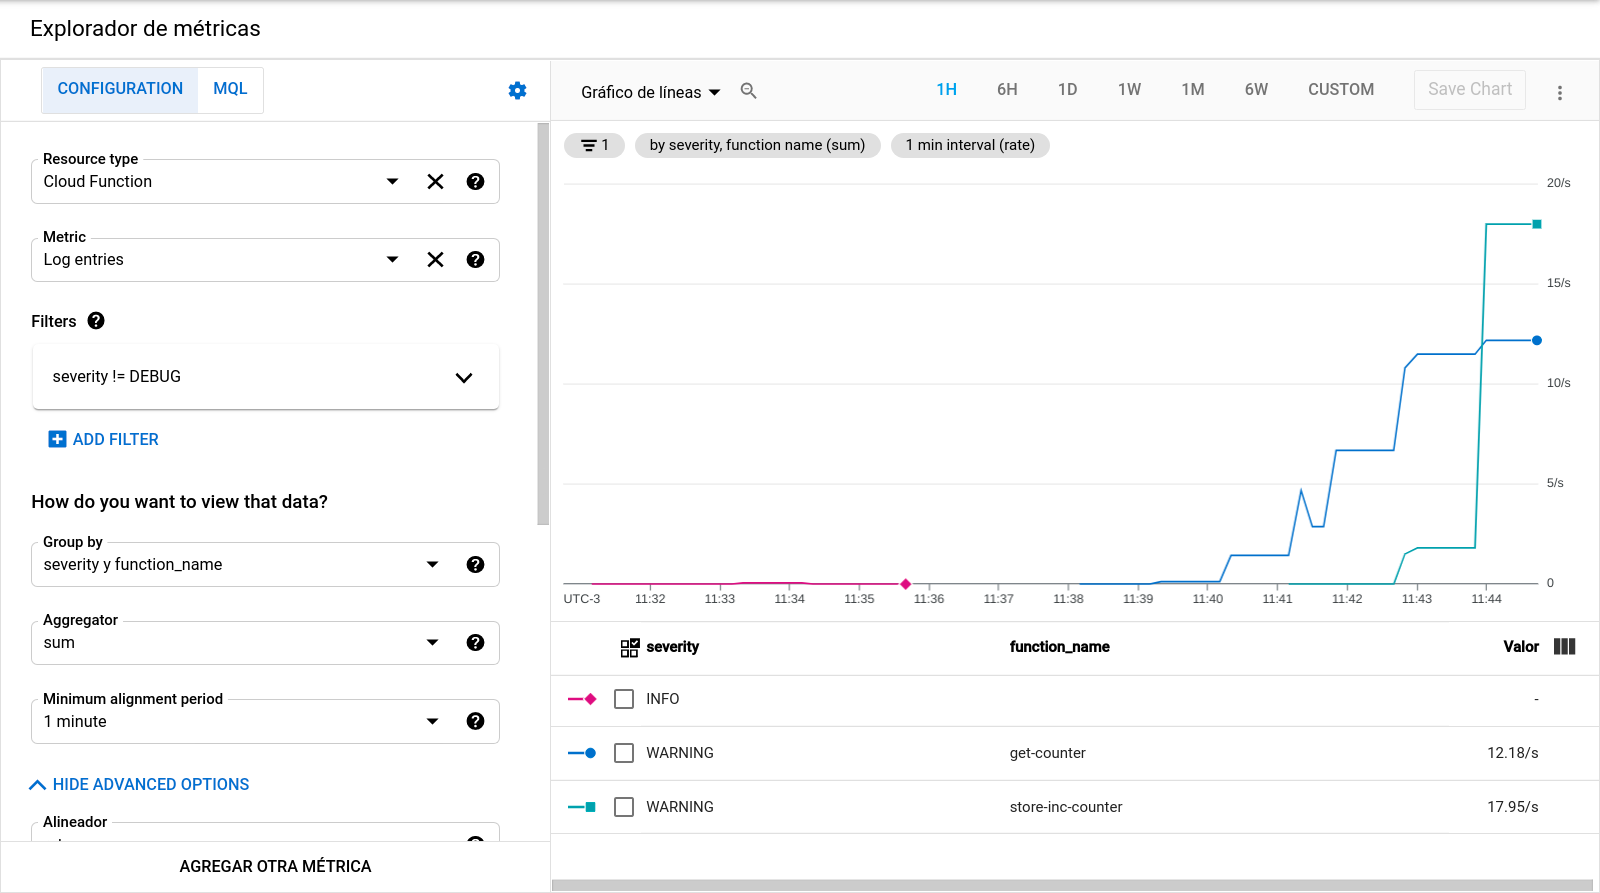 Explorador de métricas
CONFIGURATION MQL
Resource type
Cloud Function
Metric
Log entries
Filters
severity != DEBUG
ADD FILTER
How do you want to view that data?
Group by
severity y function_name
Aggregator
sum
Minimum alignment period
1 minute
HIDE ADVANCED OPTIONS
Alineador
AGREGAR OTRA MÉTRICA
Gráfico de líneas 1H 6H 1D 1W 1M 6W CUSTOM Save Chart
1 by severity, function name (sum) 1 min interval (rate)
20/s
15/s
10/s
5/s
0
UTC-3 11:32 11:33 11:34 11:35 11:36 11:37 11:38 11:39 11:40 11:41 11:42 11:43 11:44
severity function_name Valor
INFO -
WARNING get-counter 12.18/s
WARNING store-inc-counter 17.95/s